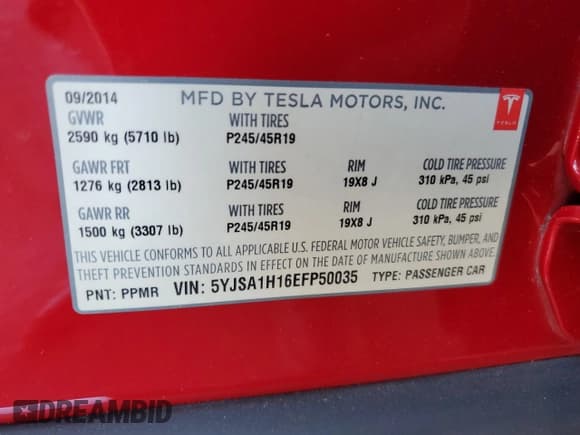 09/2014 MFD BY TESLA MOTORS, INC.
GVWR WITH TIRES
2590 kg (5710 lb) P245/45R19
TESLA
GAWR FRT WITH TIRES RIM COLD TIRE PRESSURE
1276 kg (2813 lb) P245/45R19 19X8 J 310 kPa, 45 psi
GAWR RR WITH TIRES RIM COLD TIRE PRESSURE
1500 kg (3307 lb) P245/45R19 19X8 J 310 kPa, 45 psi
THIS VEHICLE CONFORMS TO ALL APPLICABLE U.S. FEDERAL MOTOR VEHICLE SAFETY, BUMPER, AND
THEFT PREVENTION STANDARDS IN EFFECT ON THE DATE OF MANUFACTURE SHOWN ABOVE.
PNT: PPMR VIN: 5YJSA1H16EFP50035 TYPE: PASSENGER CAR
DREAMBID